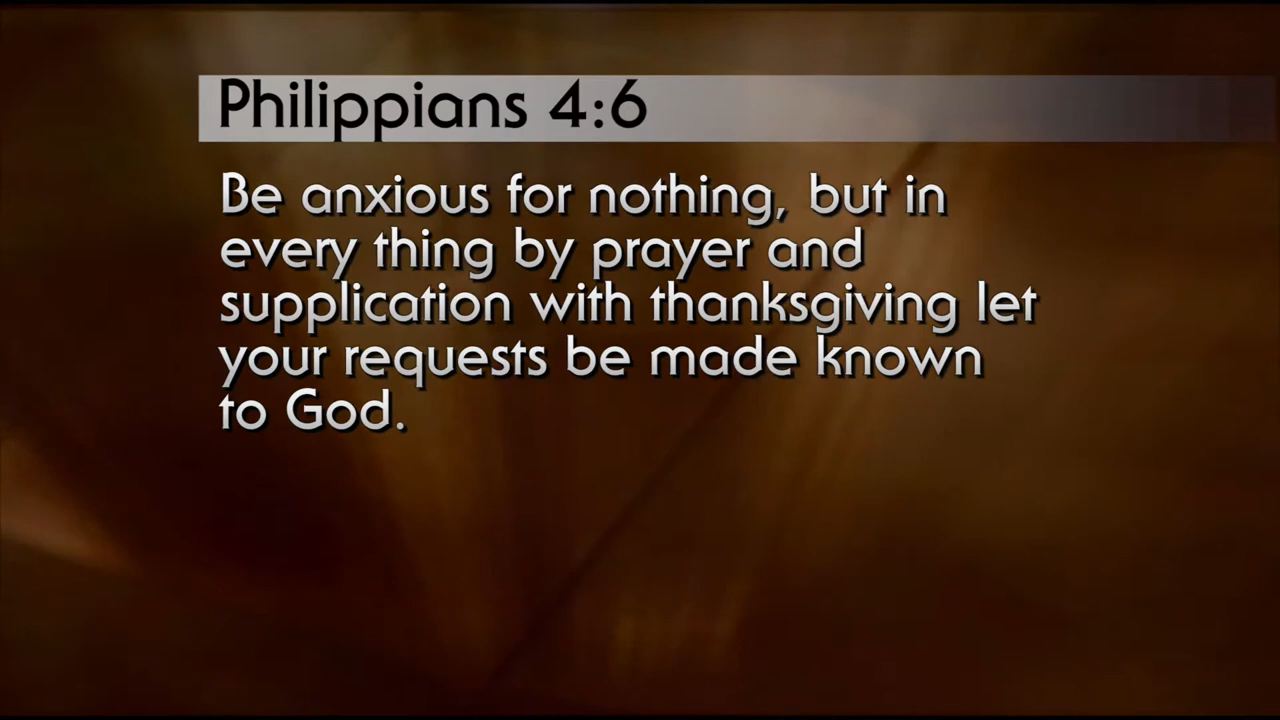 Philippians 4:6
Be anxious for nothing, but in
every thing by prayer and
supplication with thanksgiving let
your requests be made known
to God.